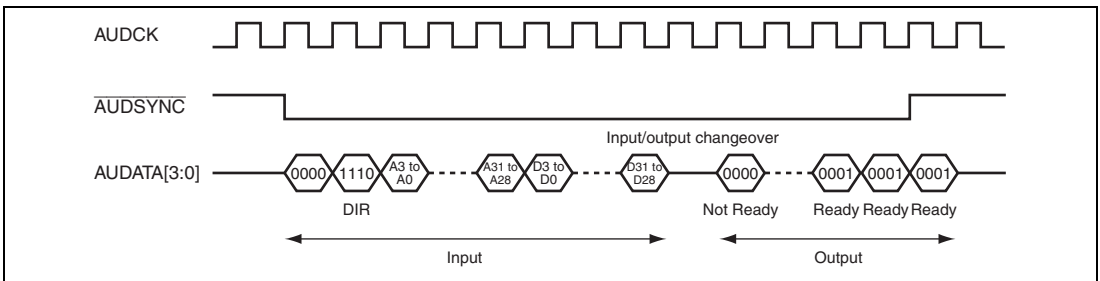 AUDCK
AUDSYNC
Input/output changeover
AUDATA[3:0]
0000
1110
A3 to
A0
A31 to
A28
D3 to
D0
D31 to
D28
0000
0001
0001
0001
DIR
Not Ready
Ready Ready Ready
Input
Output